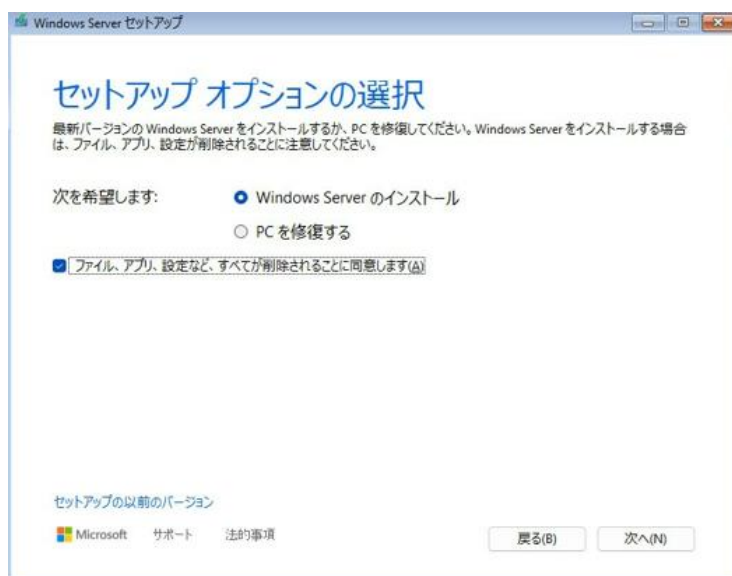 Windows Server セットアップ
セットアップ オプションの選択
最新バージョンの Windows Server をインストールするか、PC を修復してください。Windows Server をインストールする場合
は、ファイル、アプリ、設定が削除されることに注意してください。
次を希望します:
Windows Server のインストール
PC を修復する
ファイル、アプリ、設定など、すべてが削除されることに同意します(A)
セットアップの以前のバージョン
Microsoft サポート 法的事項
戻る(B) 次へ(N)